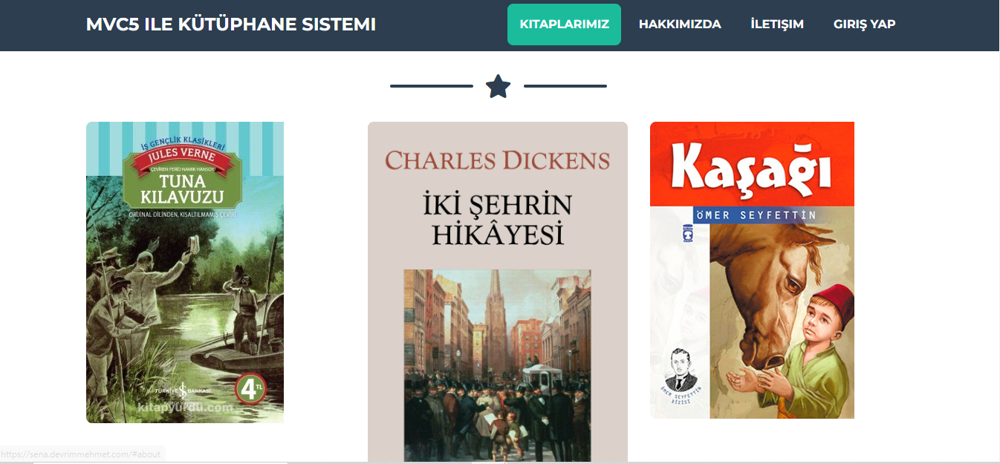 MVC5 ILE KÜTÜPHANE SISTEMI
KITAPLARIMIZ
HAKKIMIZDA
İLETIŞIM
GIRIŞ YAP
İŞ GENÇLİK KLASİKLERİ
JULES VERNE
ÇEVİREN: FERİD NAMIK HANSOY
TUNA
KILAVUZU
ORİJİNAL DİLİNDEN, KISALTILMAMIŞ ÇEVİRİ
4 TL
TÜRKİYE İŞ BANKASI
Kültür Yayınları
kitapyurdu.com
CHARLES DICKENS
İKİ ŞEHRİN
HİKÂYESİ
Kaşağı
ÖMER SEYFETTİN
ÖMER SEYFETTİN
DİZİSİ
https://sena.devrimmehmet.com/#about